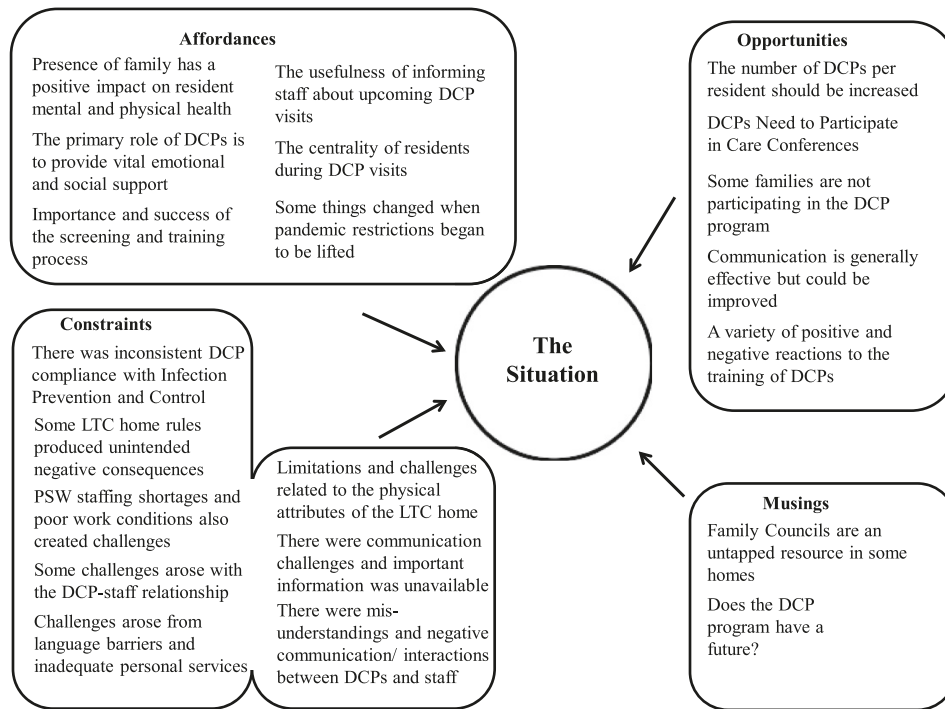 Affordances
Presence of family has a
positive impact on resident
mental and physical health
The primary role of DCPs is
to provide vital emotional
and social support
Importance and success of
the screening and training
process
The usefulness of informing
staff about upcoming DCP
visits
The centrality of residents
during DCP visits
Some things changed when
pandemic restrictions began
to be lifted
Opportunities
The number of DCPs per
resident should be increased
DCPs Need to Participate
in Care Conferences
Some families are not
participating in the DCP
program
Communication is generally
effective but could be
improved
A variety of positive and
negative reactions to the
training of DCPs
The
Situation
Constraints
There was inconsistent DCP
compliance with Infection
Prevention and Control
Some LTC home rules
produced unintended
negative consequences
PSW staffing shortages and
poor work conditions also
created challenges
Some challenges arose with
the DCP-staff relationship
Challenges arose from
language barriers and
inadequate personal services
Limitations and challenges
related to the physical
attributes of the LTC home
There were communication
challenges and important
information was unavailable
There were mis-
understandings and negative
communication/ interactions
between DCPs and staff
Musings
Family Councils are an
untapped resource in some
homes
Does the DCP
program have a
future?